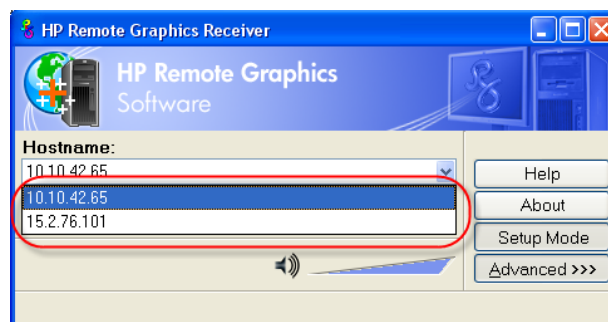 HP Remote Graphics Receiver
HP Remote Graphics
Software
Hostname:
10.10.42.65
10.10.42.65
15.2.76.101
Help
About
Setup Mode
Advanced >>>